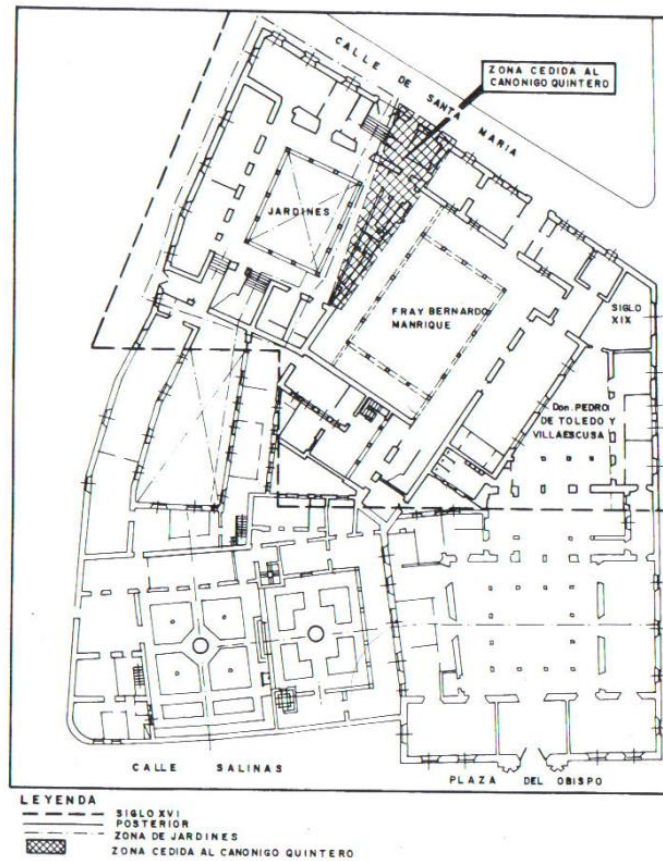 CALLE DE SANTA MARIA
ZONA CEDIDA AL
CANONIGO QUINTERO
JARDINES
FRAY BERNARDO
MANRIQUE
SIGLO
XIX
Don. PEDRO
DE TOLEDO Y
VILLAESCUSA
CALLE SALINAS
PLAZA DEL OBISPO
LEYENDA
SIGLO XVI
POSTERIOR
ZONA DE JARDINES
ZONA CEDIDA AL CANONIGO QUINTERO